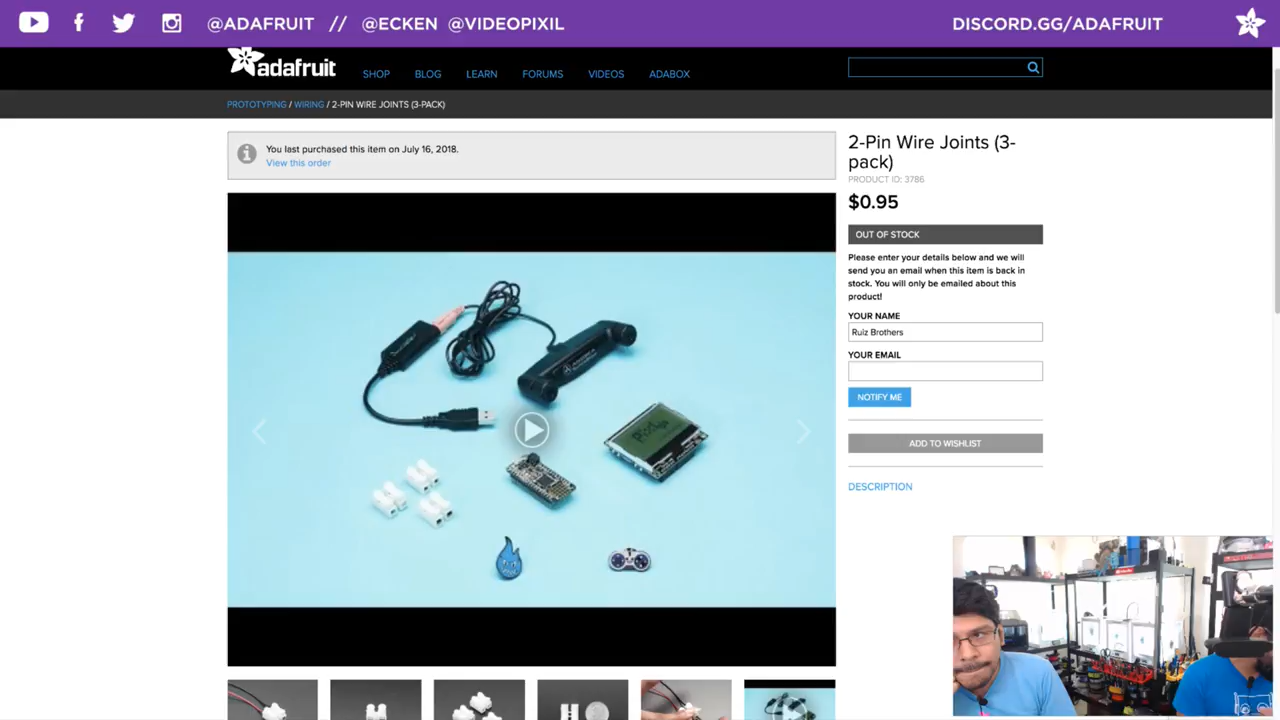 @ADAFRUIT // @ECKEN @VIDEOPIXIL
DISCORD.GG/ADAFRUIT
adafruit
SHOP
BLOG
LEARN
FORUMS
VIDEOS
ADABOX
PROTOTYPING / WIRING / 2-PIN WIRE JOINTS (3-PACK)
You last purchased this item on July 16, 2018.
View this order
2-Pin Wire Joints (3-
pack)
PRODUCT ID: 3786
$0.95
OUT OF STOCK
Please enter your details below and we will
send you an email when this item is back in
stock. You will only be emailed about this
product!
YOUR NAME
Ruiz Brothers
YOUR EMAIL
NOTIFY ME
ADD TO WISHLIST
DESCRIPTION